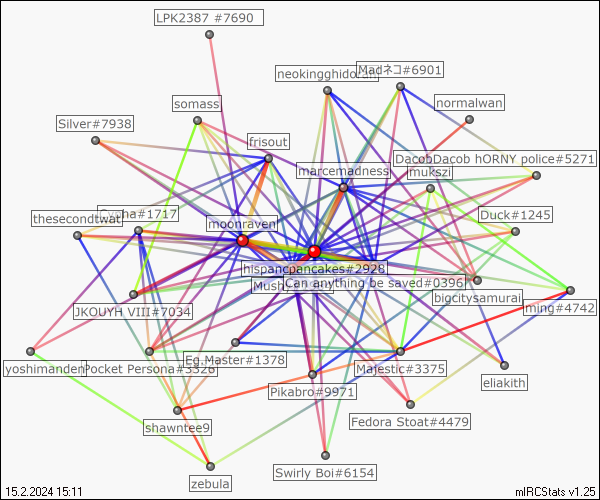 LPK2387 #7690
neokingghido
Madネコ#6901
somass
normalwan
Silver#7938
frisout
DacobDacob hORNY police#5271
marcemadness
mukszi
thesecondtwat
#1717
moonraven
Duck#1245
hispancpancakes#2928
Mush
Can anything be saved#0396
bigcitysamurai
JKOUYH VIII#7034
ming#4742
yoshimanden
Pocket Persona#3326
Eg.Master#1378
Majestic#3375
eliakith
Pikabro#9971
shawntee9
Fedora Stoat#4479
Swirly Boi#6154
zebula
15.2.2024 15:11
mIRCStats v1.25